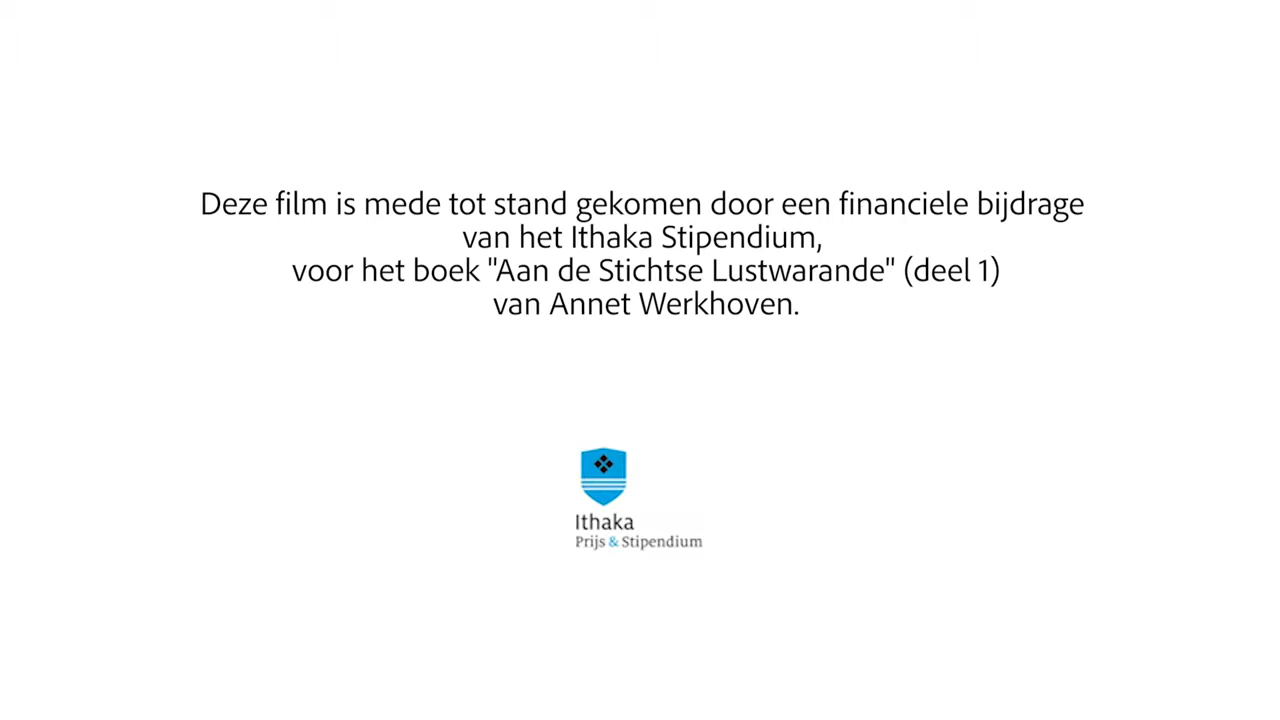 Deze film is mede tot stand gekomen door een financiele bijdrage
van het Ithaka Stipendium,
voor het boek "Aan de Stichtse Lustwarande" (deel 1)
van Annet Werkhoven.
Ithaka
Prijs & Stipendium